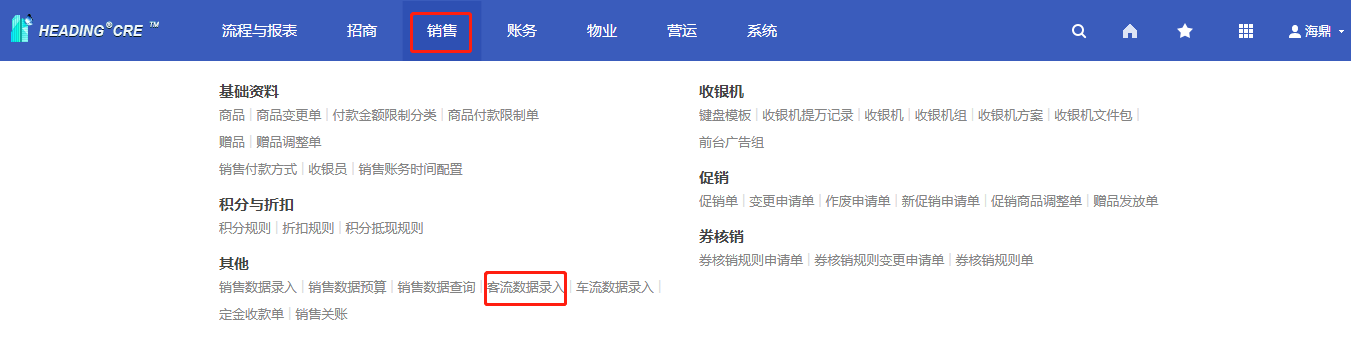 HEADING®CRE ™ 流程与报表 招商 销售 账务 物业 营运 系统 海鼎
基础资料
商品 | 商品变更单 | 付款金额限制分类 | 商品付款限制单
赠品 | 赠品调整单
销售付款方式 | 收银员 | 销售账务时间配置
积分与折扣
积分规则 | 折扣规则 | 积分抵现规则
其他
销售数据录入 | 销售数据预算 | 销售数据查询 | 客流数据录入 | 车流数据录入 |
定金收款单 | 销售关账
收银机
键盘模板 | 收银机提万记录 | 收银机 | 收银机组 | 收银机方案 | 收银机文件包 |
前台广告组
促销
促销单 | 变更申请单 | 作废申请单 | 新促销申请单 | 促销商品调整单 | 赠品发放单
券核销
券核销规则申请单 | 券核销规则变更申请单 | 券核销规则单